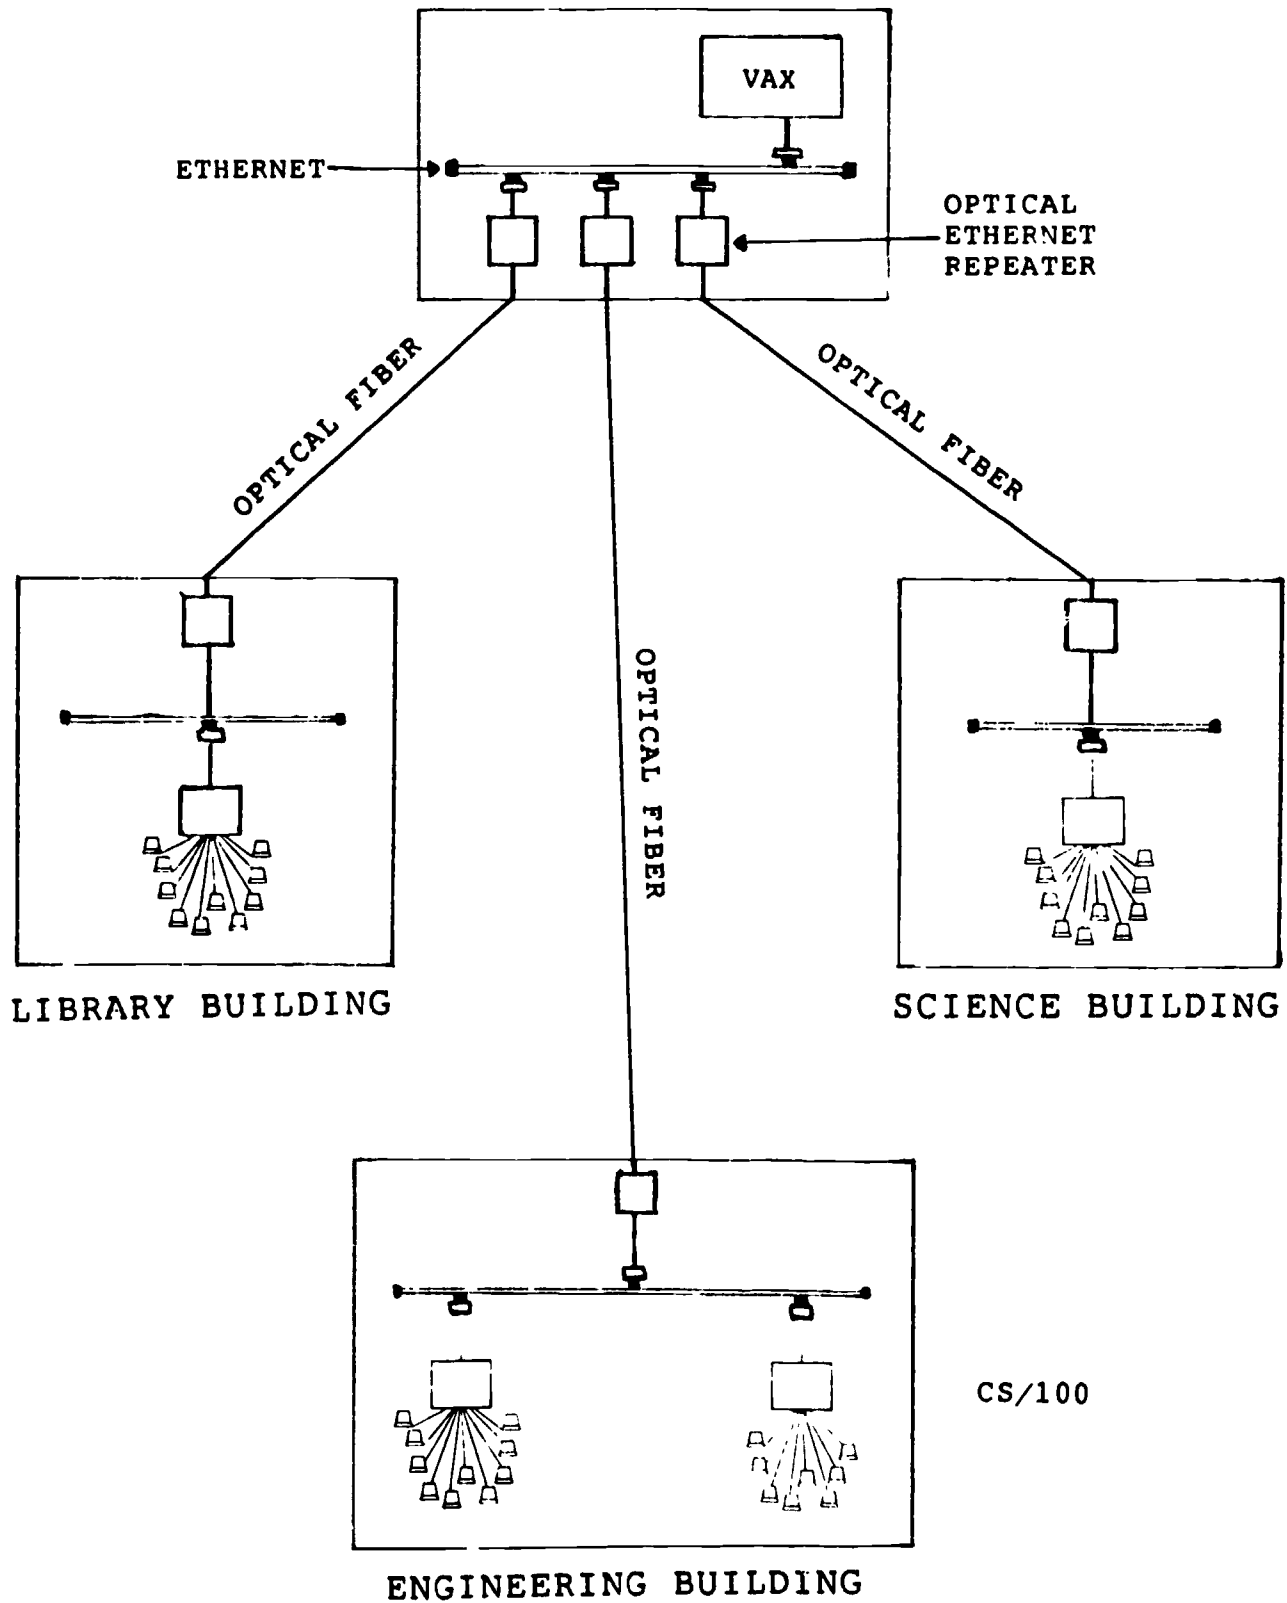 VAX
ETHERNET
OPTICAL
ETHERNET
REPEATER
OPTICAL FIBER
OPTICAL FIBER
OPTICAL FIBER
LIBRARY BUILDING
SCIENCE BUILDING
CS/100
ENGINEERING BUILDING